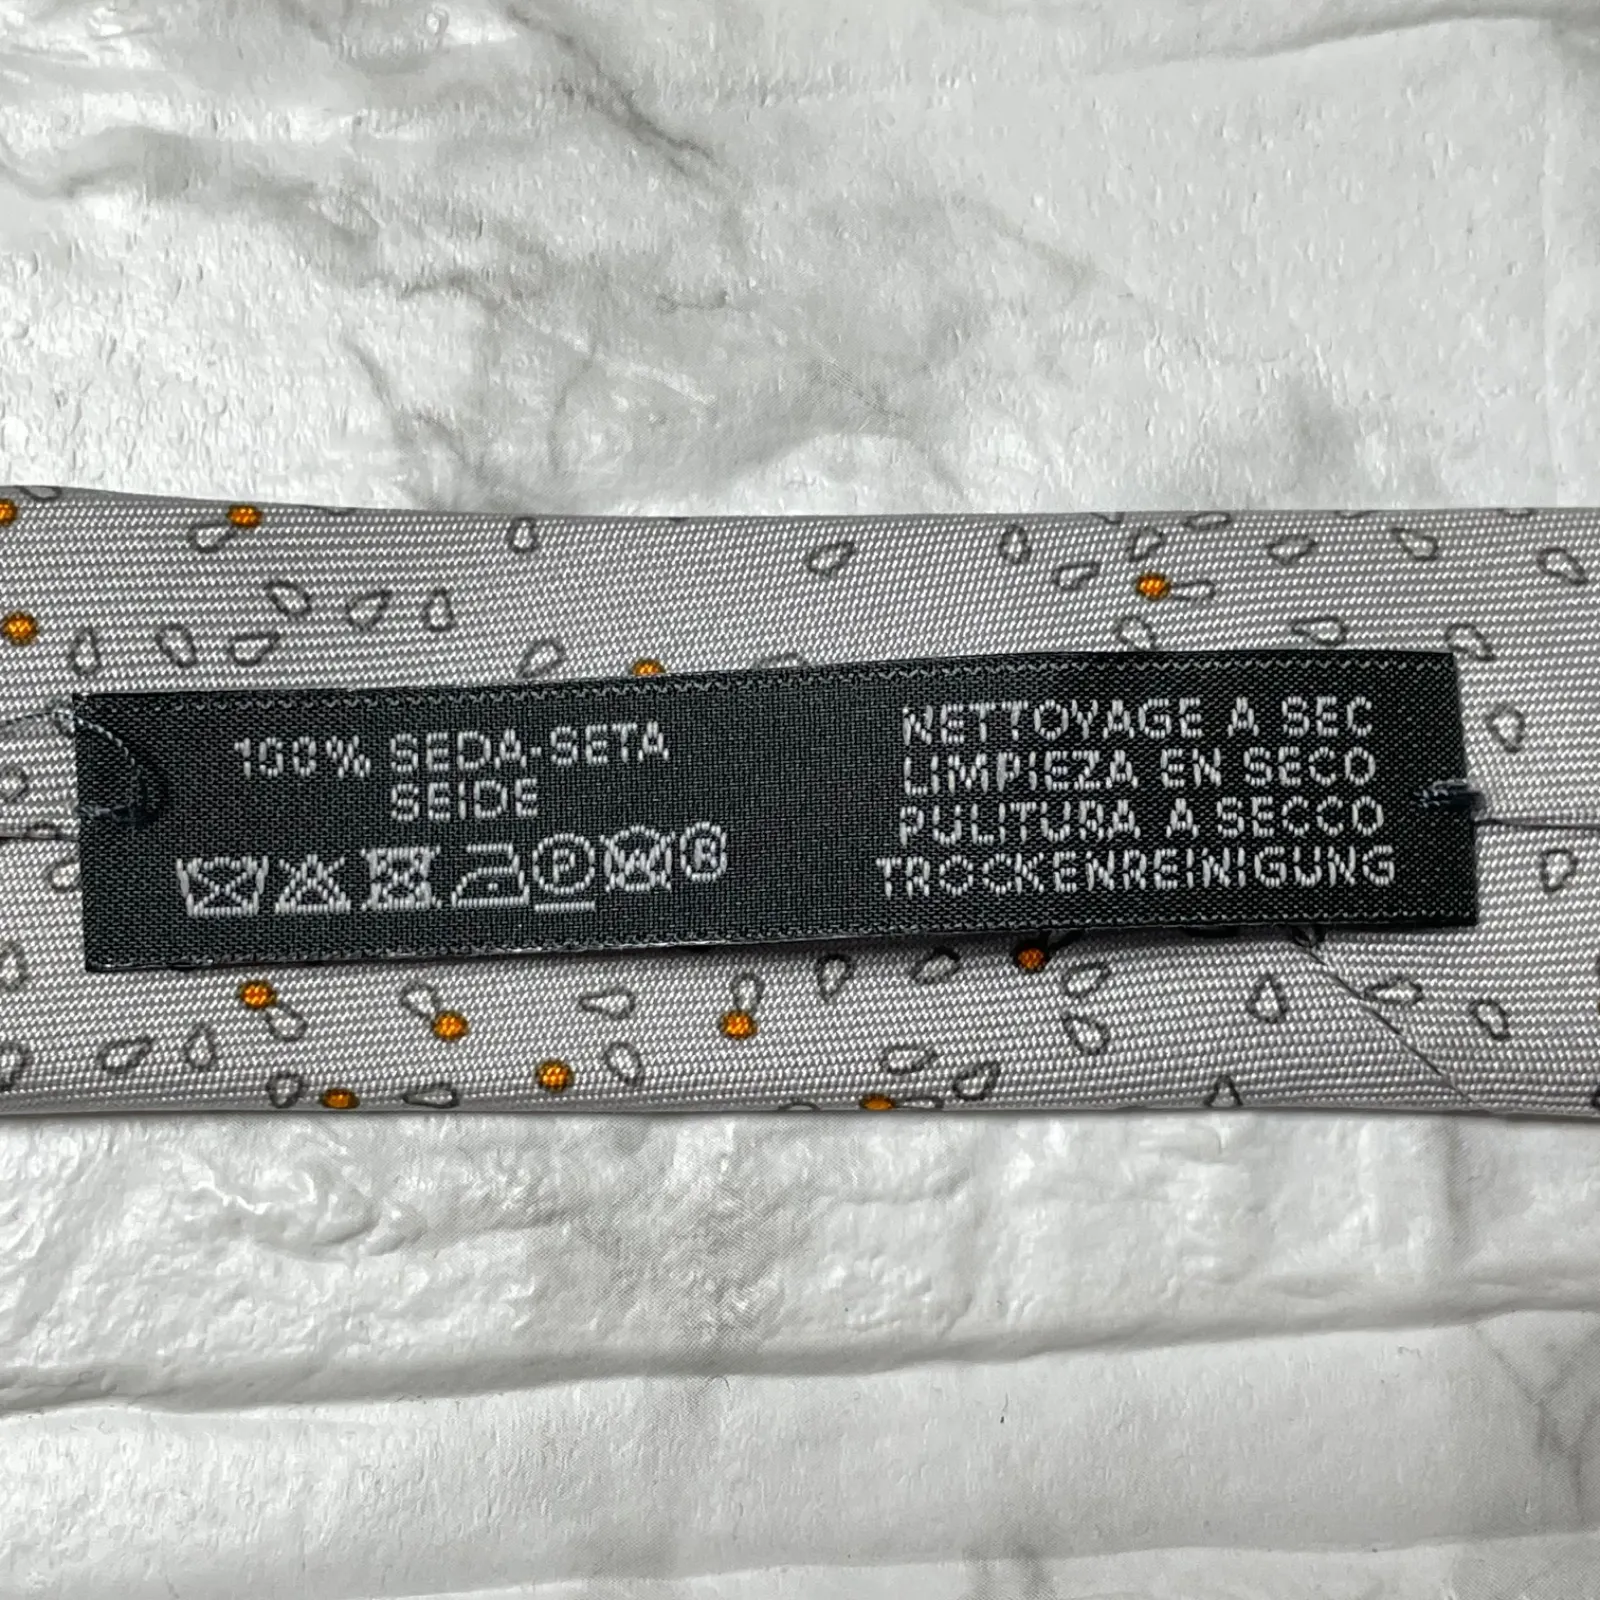 100% SEDA-SETA
SEIDE
P W R
NETTOYAGE A SEC
LIMPIEZA EN SECO
PULITURA A SECCO
TROCKENREINIGUNG